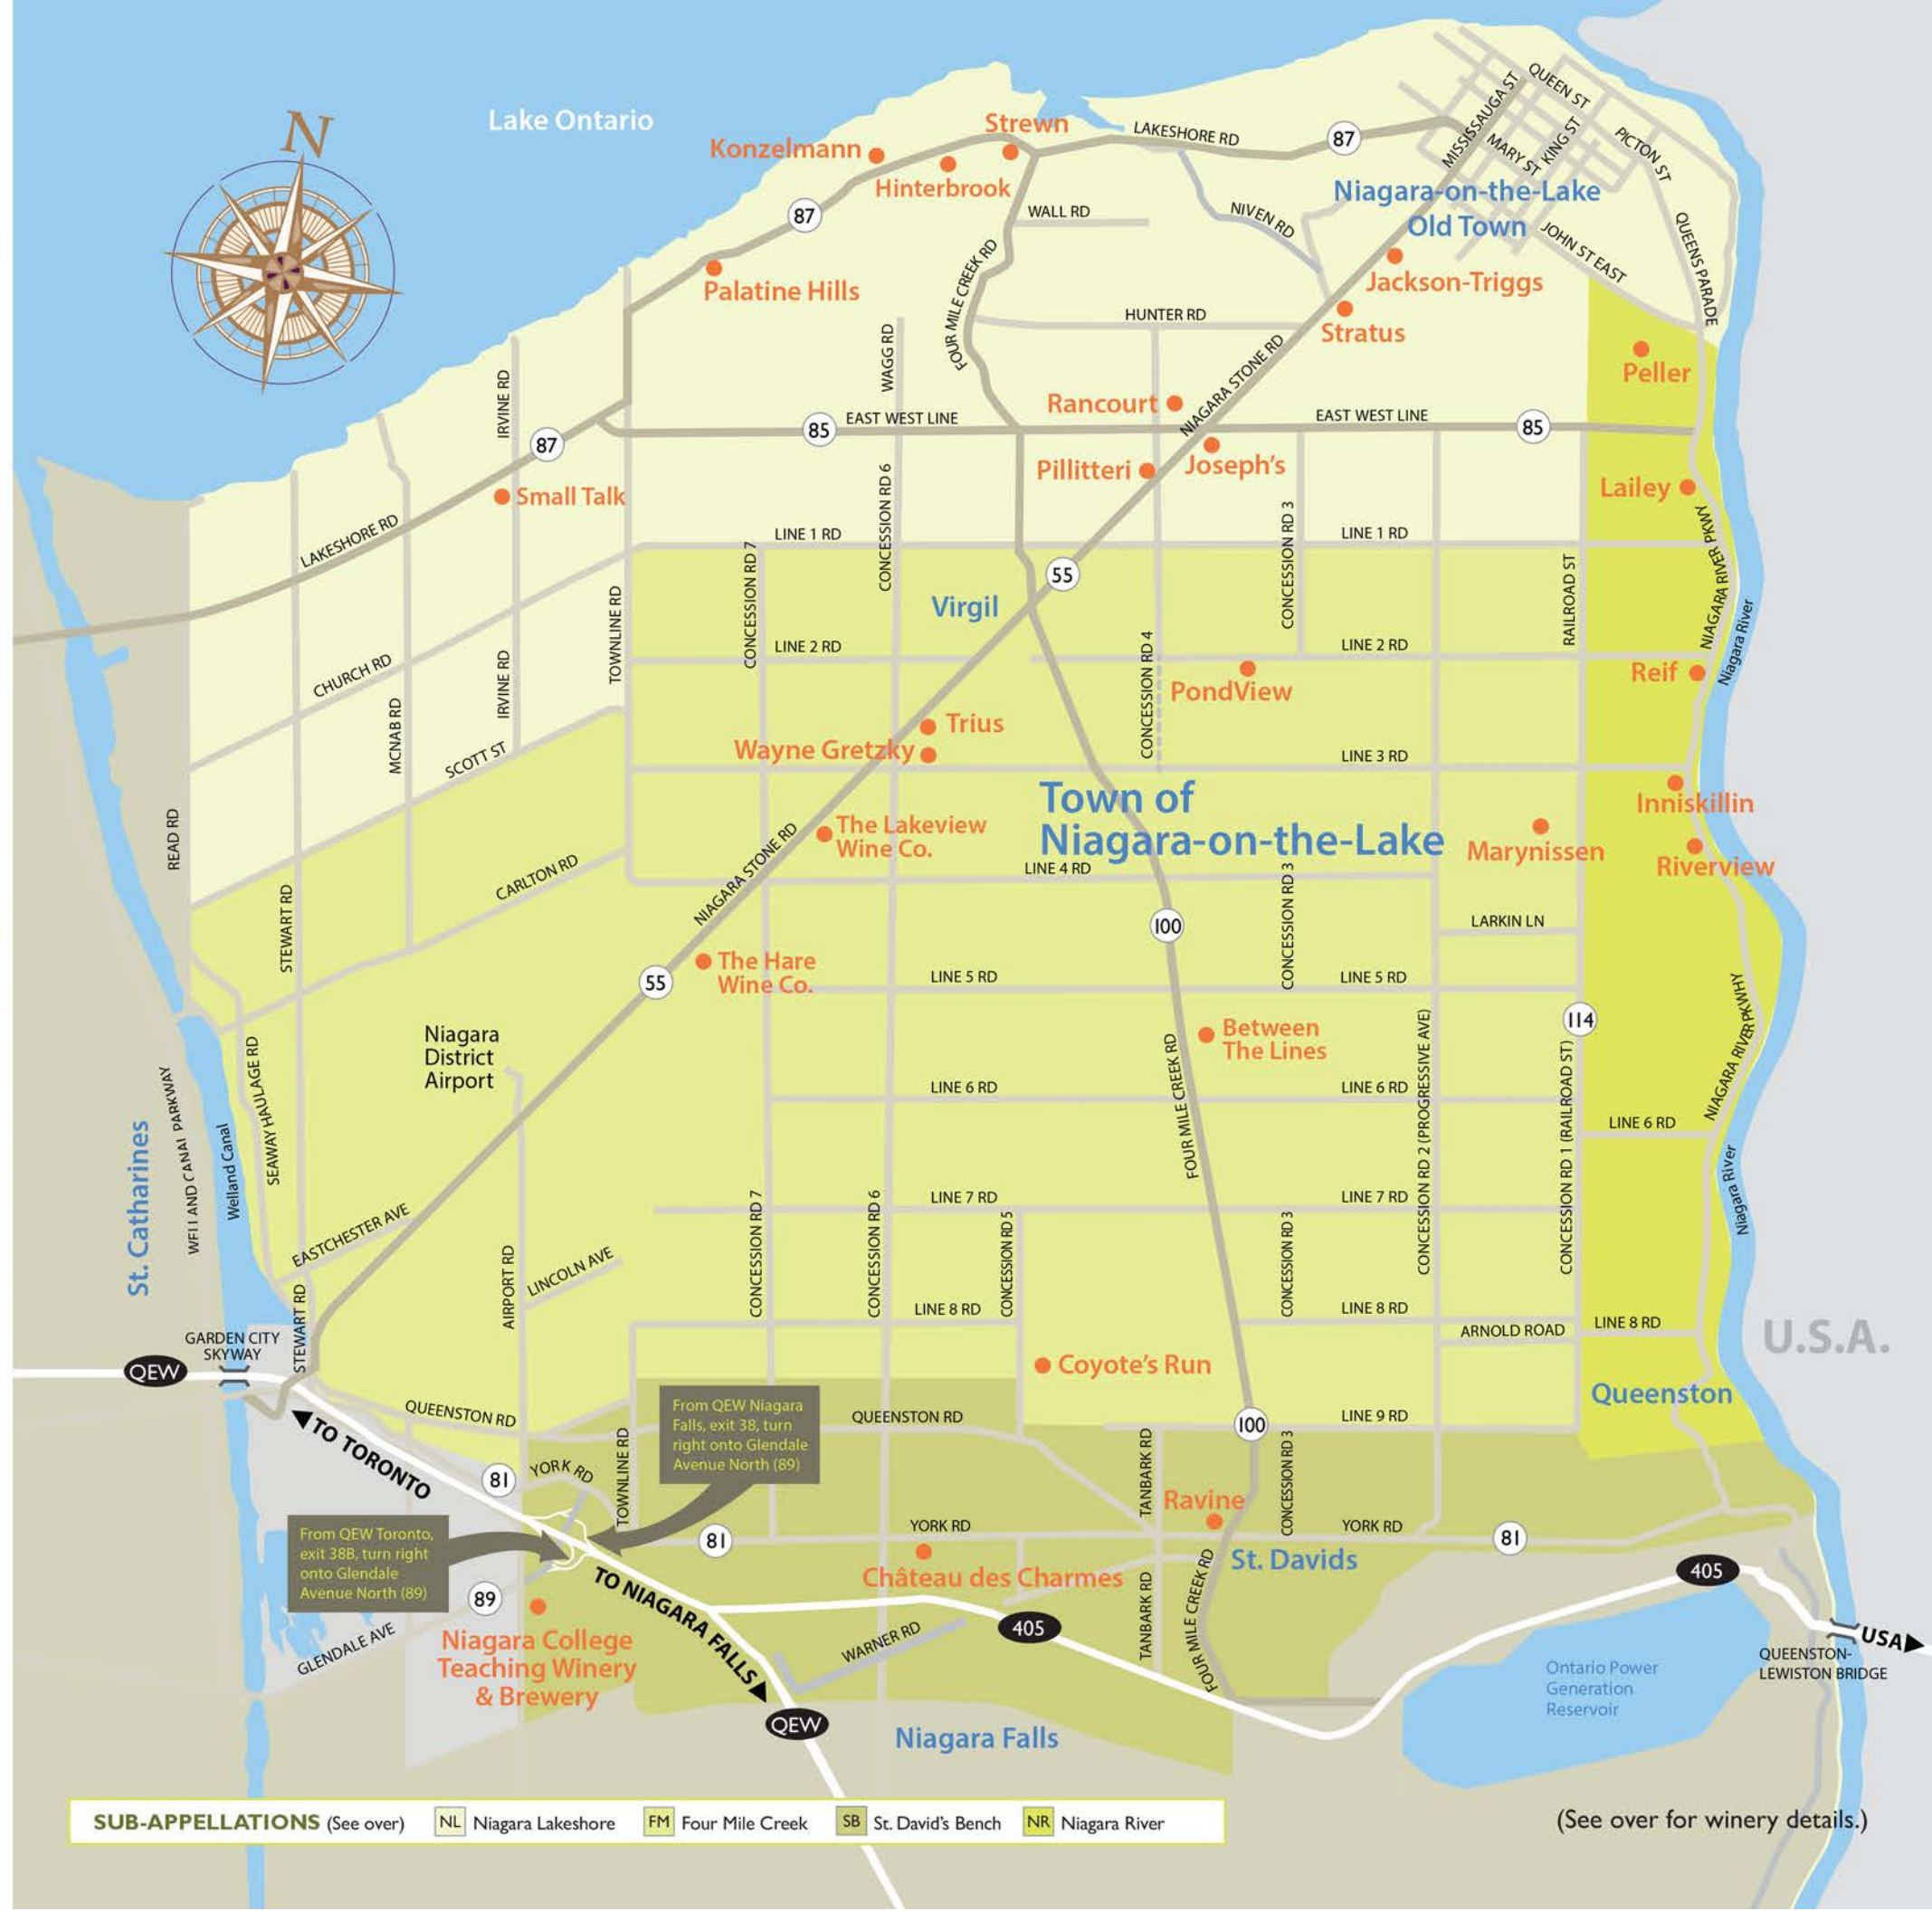 N
Lake Ontario
Konzelmann
Strewn
Hinterbrook
LAKESHORE RD
87
QUEEN ST
MISSISSAUGA ST
MARY ST
KING ST
PICTON ST
Niagara-on-the-Lake
Old Town
87
WALL RD
NIVEN RD
JOHN ST EAST
QUEENS PARADE
FOUR MILE CREEK RD
Palatine Hills
Jackson-Triggs
HUNTER RD
Stratus
WAGG RD
IRVINE RD
NIAGARA STONE RD
Peller
Rancourt
87
85
EAST WEST LINE
EAST WEST LINE
85
Pillitteri
Joseph's
Lailey
Small Talk
LAKESHORE RD
CONCESSION RD 6
LINE 1 RD
CONCESSION RD 3
LINE 1 RD
NIAGARA RIVER PKWY
Niagara River
CONCESSION RD 7
55
RAILROAD ST
Virgil
TOWNLINE RD
CHURCH RD
IRVINE RD
MCNAB RD
LINE 2 RD
CONCESSION RD 4
LINE 2 RD
Reif
PondView
SCOTT ST
Trius
Wayne Gretzky
LINE 3 RD
Town of
Niagara-on-the-Lake
Inniskillin
READ RD
The Lakeview
Wine Co.
NIAGARA STONE RD
Marynissen
Riverview
CARLTON RD
LINE 4 RD
STEWART RD
CONCESSION RD 3
100
LARKIN LN
The Hare
Wine Co.
55
LINE 5 RD
LINE 5 RD
NIAGARA RIVER PKWHY
114
Niagara
District
Airport
Between
The Lines
FOUR MILE CREEK RD
CONCESSION RD 2 (PROGRESSIVE AVE)
CONCESSION RD 1 (RAILROAD ST)
LINE 6 RD
LINE 6 RD
LINE 6 RD
St. Catharines
WELLAND CANAL PARKWAY
Welland Canal
SEAWAY HAULAGE RD
Niagara River
EASTCHESTER AVE
LINE 7 RD
LINE 7 RD
CONCESSION RD 7
CONCESSION RD 6
CONCESSION RD 5
CONCESSION RD 3
AIRPORT RD
LINCOLN AVE
STEWART RD
LINE 8 RD
LINE 8 RD
LINE 8 RD
ARNOLD ROAD
U.S.A.
GARDEN CITY
SKYWAY
QEW
Coyote's Run
Queenston
QUEENSTON RD
From QEW Niagara
Falls, exit 38, turn
right onto Glendale
Avenue North (89)
QUEENSTON RD
100
LINE 9 RD
TO TORONTO
81
YORK RD
TOWNLINE RD
TANBARK RD
CONCESSION RD 3
Ravine
From QEW Toronto,
exit 38B, turn right
onto Glendale
Avenue North (89)
81
YORK RD
YORK RD
81
St. Davids
Château des Charmes
405
89
TO NIAGARA FALLS
TANBARK RD
FOUR MILE CREEK RD
GLENDALE AVE
Niagara College
Teaching Winery
& Brewery
WARNER RD
405
USA
QUEENSTON-
LEWISTON BRIDGE
Ontario Power
Generation
Reservoir
QEW
Niagara Falls
SUB-APPELLATIONS (See over) NL Niagara Lakeshore FM Four Mile Creek SB St. David's Bench NR Niagara River
(See over for winery details.)